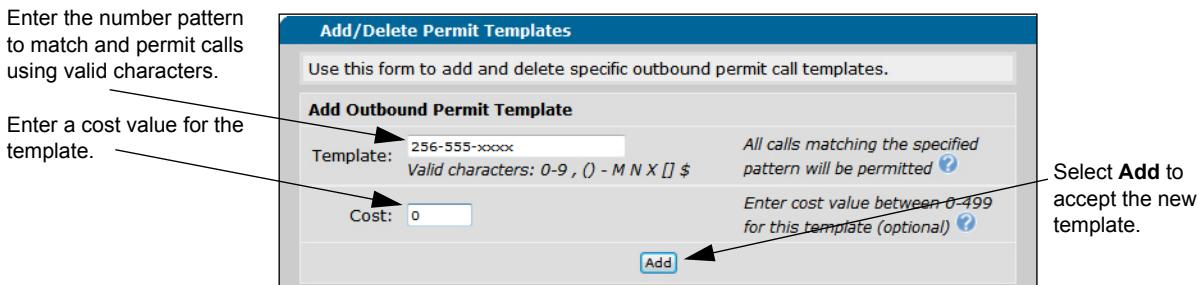 Enter the number pattern
to match and permit calls
using valid characters.
Enter a cost value for the
template.
Add/Delete Permit Templates
Use this form to add and delete specific outbound permit call templates.
Add Outbound Permit Template
Template:
256-555-xxxx
Valid characters: 0-9 , () - M N X [] $
All calls matching the specified
pattern will be permitted ?
Cost:
0
Enter cost value between 0-499
for this template (optional) ?
Add
Select Add to
accept the new
template.